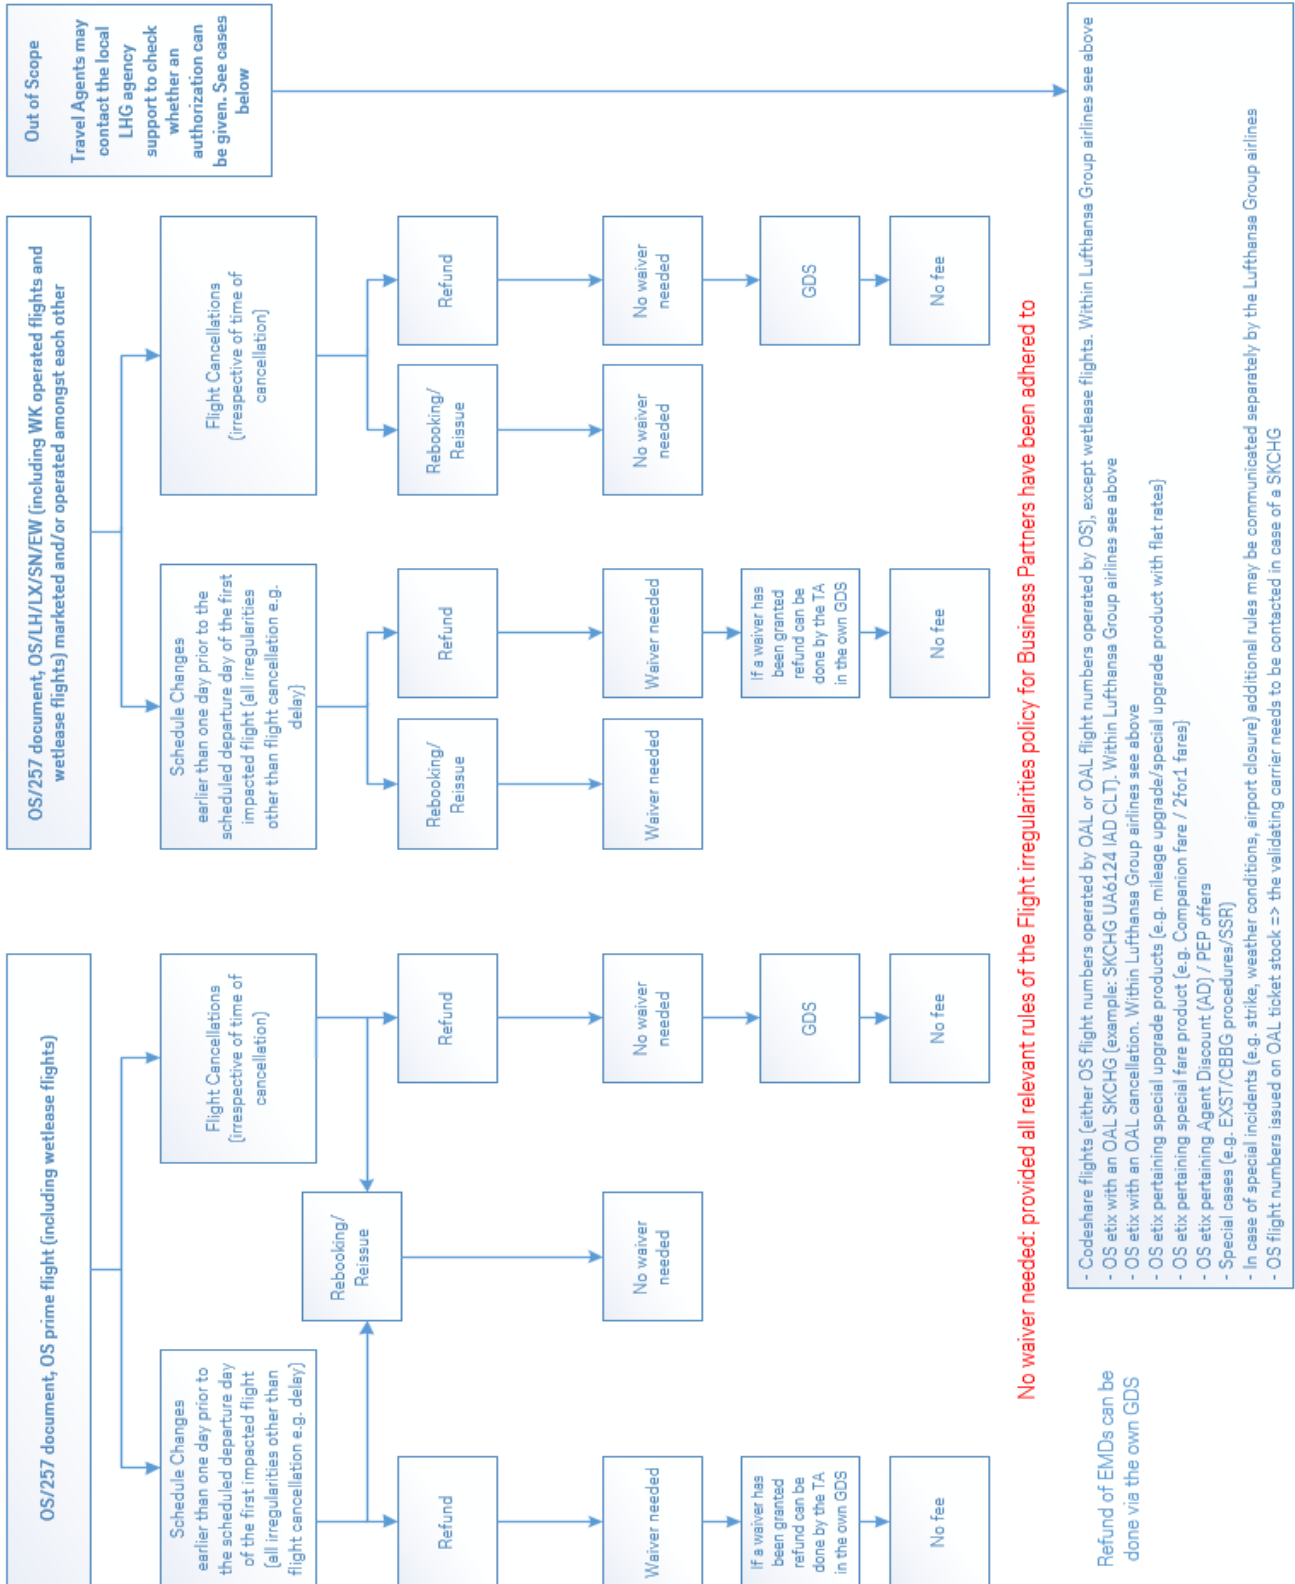 OS/257 document, OS prime flight (including wetlease flights)
Schedule Changes
earlier than one day prior to
the scheduled departure day
of the first impacted flight
(all irregularities other than
flight cancellation e.g. delay)
Flight Cancellations
(irrespective of time of
cancellation)
Rebooking/
Reissue
Refund
Refund
Waiver needed
No waiver
needed
No waiver
needed
If a waiver has
been granted
refund can be
done by the TA
in the own GDS
GDS
No fee
No fee
OS/257 document, OS/LH/LX/SN/EW (including WK operated flights and
wetlease flights) marketed and/or operated amongst each other
Schedule Changes
earlier than one day prior to the
scheduled departure day of the first
impacted flight (all irregularities
other than flight cancellation e.g.
delay)
Flight Cancellations
(irrespective of time of
cancellation)
Rebooking/
Reissue
Refund
Rebooking/
Reissue
Refund
Waiver needed
Waiver needed
No waiver
needed
No waiver
needed
If a waiver has
been granted
refund can be
done by the TA
in the own GDS
GDS
No fee
No fee
Out of Scope
Travel Agents may
contact the local
LHG agency
support to check
whether an
authorization can
be given. See cases
below
No waiver needed: provided all relevant rules of the Flight irregularities policy for Business Partners have been adhered to
Refund of EMDs can be
done via the own GDS
- Codeshare flights (either OS flight numbers operated by OAL or OAL flight numbers operated by OS), except wetlease flights. Within Lufthansa Group airlines see above
- OS etix with an OAL SKCHG (example: SKCHG UA6124 IAD CLT). Within Lufthansa Group airlines see above
- OS etix with an OAL cancellation. Within Lufthansa Group airlines see above
- OS etix pertaining special upgrade products (e.g. mileage upgrade/special upgrade product with flat rates)
- OS etix pertaining special fare product (e.g. Companion fare / 2for1 fares)
- OS etix pertaining Agent Discount (AD) / PEP offers
- Special cases (e.g. EXST/CBBG procedures/SSR)
- In case of special incidents (e.g. strike, weather conditions, airport closure) additional rules may be communicated separately by the Lufthansa Group airlines
- OS flight numbers issued on OAL ticket stock => the validating carrier needs to be contacted in case of a SKCHG